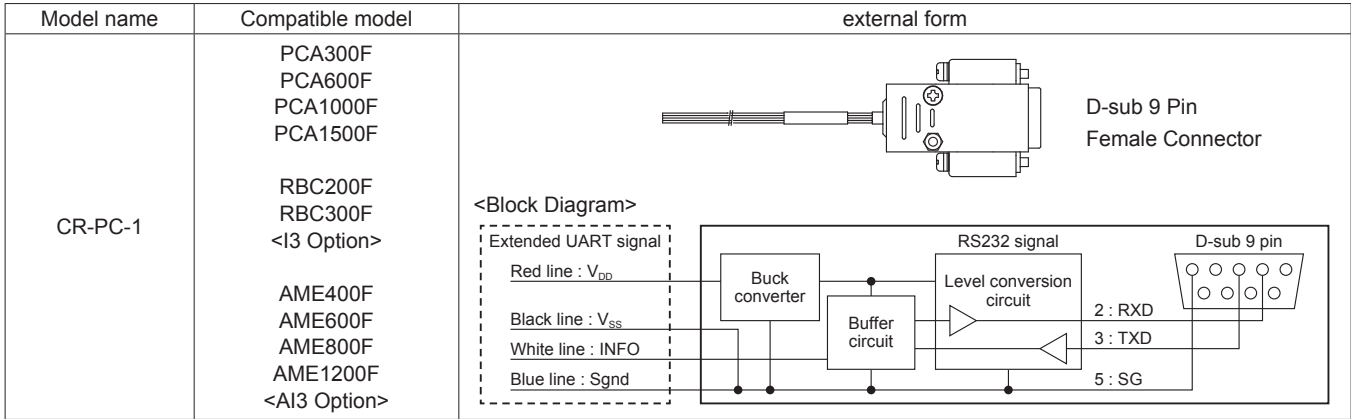 Model name
Compatible model
external form
CR-PC-1
PCA300F
PCA600F
PCA1000F
PCA1500F
RBC200F
RBC300F
<I3 Option>
AME400F
AME600F
AME800F
AME1200F
<AI3 Option>
D-sub 9 Pin
Female Connector
<Block Diagram>
Extended UART signal
Red line : VDD
Black line : VSS
White line : INFO
Blue line : Sgnd
Buck
converter
Buffer
circuit
RS232 signal
Level conversion
circuit
2 : RXD
3 : TXD
5 : SG
D-sub 9 pin